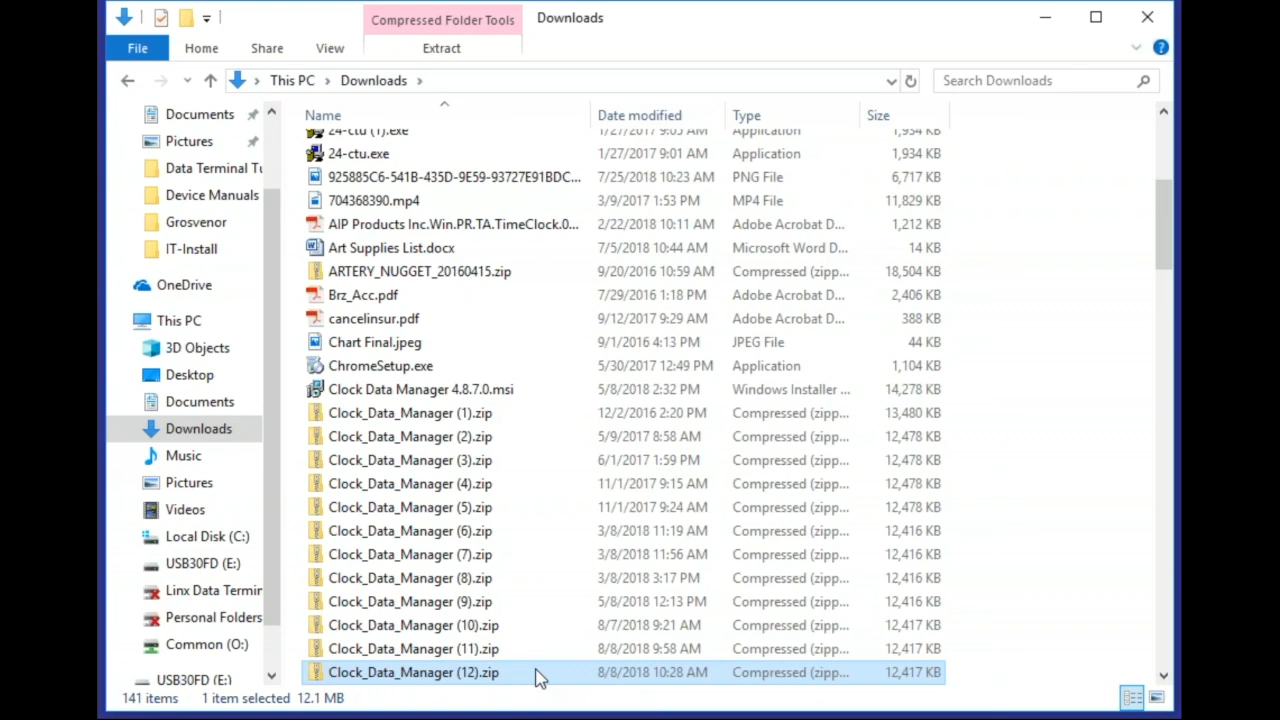 Compressed Folder Tools Downloads
File Home Share View Extract
This PC Downloads Search Downloads
Name Date modified Type Size
Documents
Pictures
Data Terminal Tu
Device Manuals
Grosvenor
IT-Install
OneDrive
This PC
3D Objects
Desktop
Documents
Downloads
Music
Pictures
Videos
Local Disk (C:)
USB30FD (E:)
Linx Data Termin
Personal Folders
Common (O:)
USB30FD (E:)
24-ctu (1).exe 1/27/2017 9:05 AM Application 1,934 KB
24-ctu.exe 1/27/2017 9:01 AM Application 1,934 KB
925885C6-541B-435D-9E59-93727E91BDC... 7/25/2018 10:23 AM PNG File 6,717 KB
704368390.mp4 3/9/2017 1:53 PM MP4 File 11,829 KB
AIP Products Inc.Win.PR.TA.TimeClock.0... 2/22/2018 10:11 AM Adobe Acrobat D... 1,212 KB
Art Supplies List.docx 7/5/2018 10:44 AM Microsoft Word D... 14 KB
ARTERY_NUGGET_20160415.zip 9/20/2016 10:59 AM Compressed (zipp... 18,504 KB
Brz_Acc.pdf 7/29/2016 1:18 PM Adobe Acrobat D... 2,406 KB
cancelinsur.pdf 9/12/2017 9:29 AM Adobe Acrobat D... 388 KB
Chart Final.jpeg 9/1/2016 4:13 PM JPEG File 44 KB
ChromeSetup.exe 5/30/2017 12:49 PM Application 1,104 KB
Clock Data Manager 4.8.7.0.msi 5/8/2018 2:32 PM Windows Installer ... 14,278 KB
Clock_Data_Manager (1).zip 12/2/2016 2:20 PM Compressed (zipp... 13,480 KB
Clock_Data_Manager (2).zip 5/9/2017 8:58 AM Compressed (zipp... 12,478 KB
Clock_Data_Manager (3).zip 6/1/2017 1:59 PM Compressed (zipp... 12,478 KB
Clock_Data_Manager (4).zip 11/1/2017 9:15 AM Compressed (zipp... 12,478 KB
Clock_Data_Manager (5).zip 11/1/2017 9:24 AM Compressed (zipp... 12,478 KB
Clock_Data_Manager (6).zip 3/8/2018 11:19 AM Compressed (zipp... 12,416 KB
Clock_Data_Manager (7).zip 3/8/2018 11:56 AM Compressed (zipp... 12,416 KB
Clock_Data_Manager (8).zip 3/8/2018 3:17 PM Compressed (zipp... 12,416 KB
Clock_Data_Manager (9).zip 5/8/2018 12:13 PM Compressed (zipp... 12,416 KB
Clock_Data_Manager (10).zip 8/7/2018 9:21 AM Compressed (zipp... 12,417 KB
Clock_Data_Manager (11).zip 8/8/2018 9:58 AM Compressed (zipp... 12,417 KB
Clock_Data_Manager (12).zip 8/8/2018 10:28 AM Compressed (zipp... 12,417 KB
141 items 1 item selected 12.1 MB